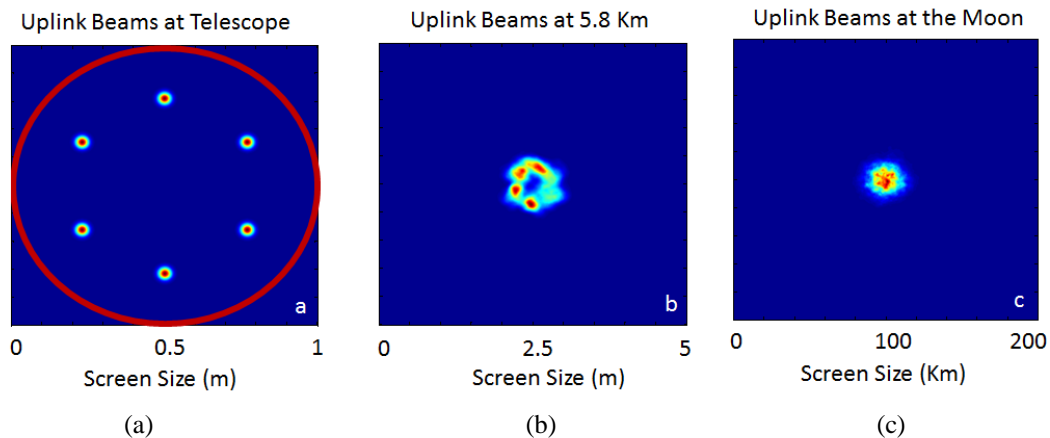 Uplink Beams at Telescope
a
0 0.5 1
Screen Size (m)
(a)
Uplink Beams at 5.8 Km
b
0 2.5 5
Screen Size (m)
(b)
Uplink Beams at the Moon
c
0 100 200
Screen Size (Km)
(c)